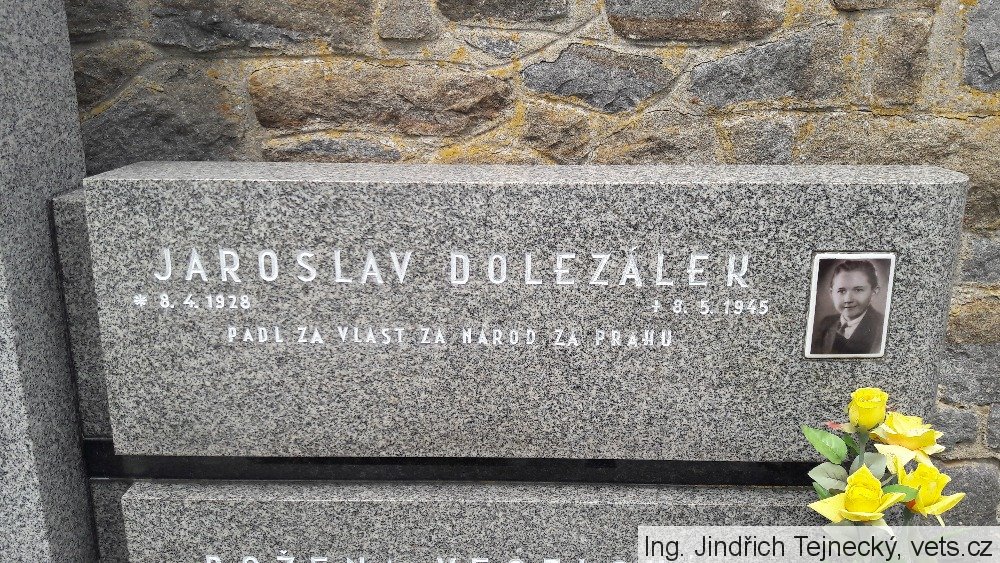 JAROSLAV DOLEZÁLEK
* 8. 4. 1928 ✝ 8. 5. 1945
PADL ZA VLAST ZA NÁROD ZA PRAHU
Ing. Jindřich Tejnecký, vets.cz